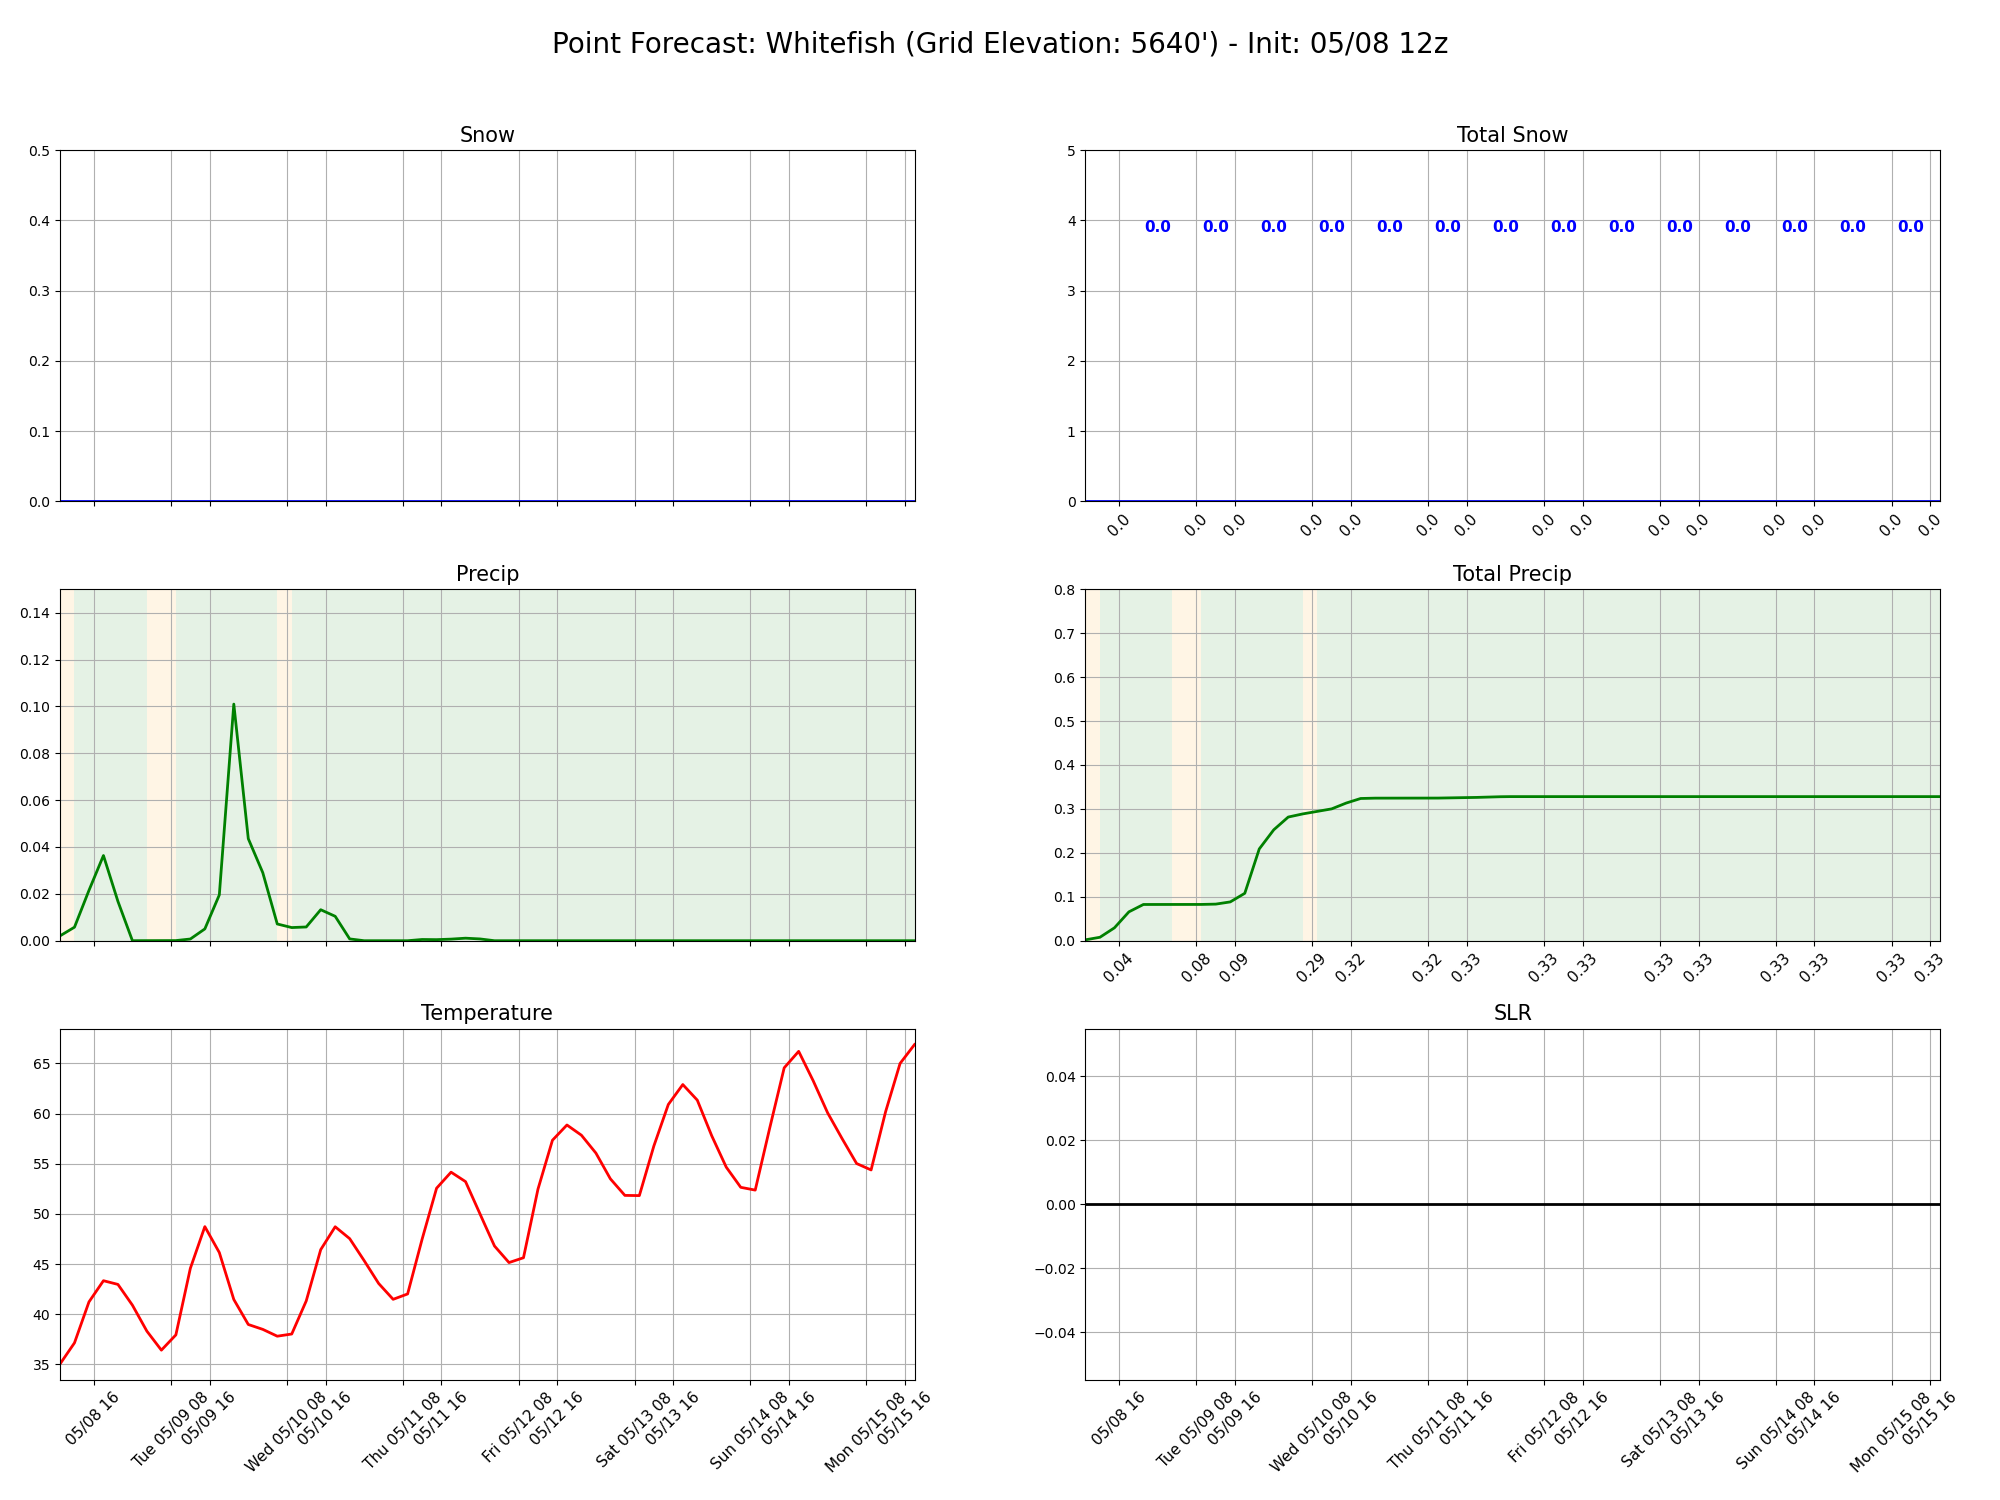 Point Forecast: Whitefish (Grid Elevation: 5640') - Init: 05/08 12z
Snow
0.5
0.4
0.3
0.2
0.1
0.0
Total Snow
5
4
3
2
1
0
0.0 0.0 0.0 0.0 0.0 0.0 0.0 0.0 0.0 0.0 0.0 0.0 0.0 0.0
0.0 0.0 0.0 0.0 0.0 0.0 0.0 0.0 0.0 0.0 0.0 0.0 0.0 0.0 0.0
Precip
0.14
0.12
0.10
0.08
0.06
0.04
0.02
0.00
Total Precip
0.8
0.7
0.6
0.5
0.4
0.3
0.2
0.1
0.0
0.04 0.08 0.09 0.29 0.32 0.32 0.33 0.33 0.33 0.33 0.33 0.33 0.33 0.33 0.33
Temperature
65
60
55
50
45
40
35
05/08 16
Tue 05/09 08
05/09 16
Wed 05/10 08
05/10 16
Thu 05/11 08
05/11 16
Fri 05/12 08
05/12 16
Sat 05/13 08
05/13 16
Sun 05/14 08
05/14 16
Mon 05/15 08
05/15 16
SLR
0.04
0.02
0.00
−0.02
−0.04
05/08 16
Tue 05/09 08
05/09 16
Wed 05/10 08
05/10 16
Thu 05/11 08
05/11 16
Fri 05/12 08
05/12 16
Sat 05/13 08
05/13 16
Sun 05/14 08
05/14 16
Mon 05/15 08
05/15 16